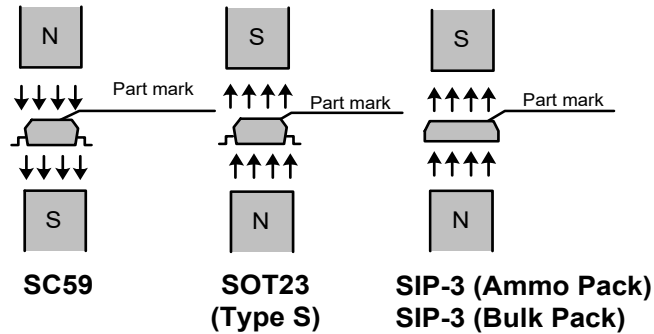 N
S
S
Part mark
Part mark
Part mark
S
N
N
SC59
SOT23
(Type S)
SIP-3 (Ammo Pack)
SIP-3 (Bulk Pack)